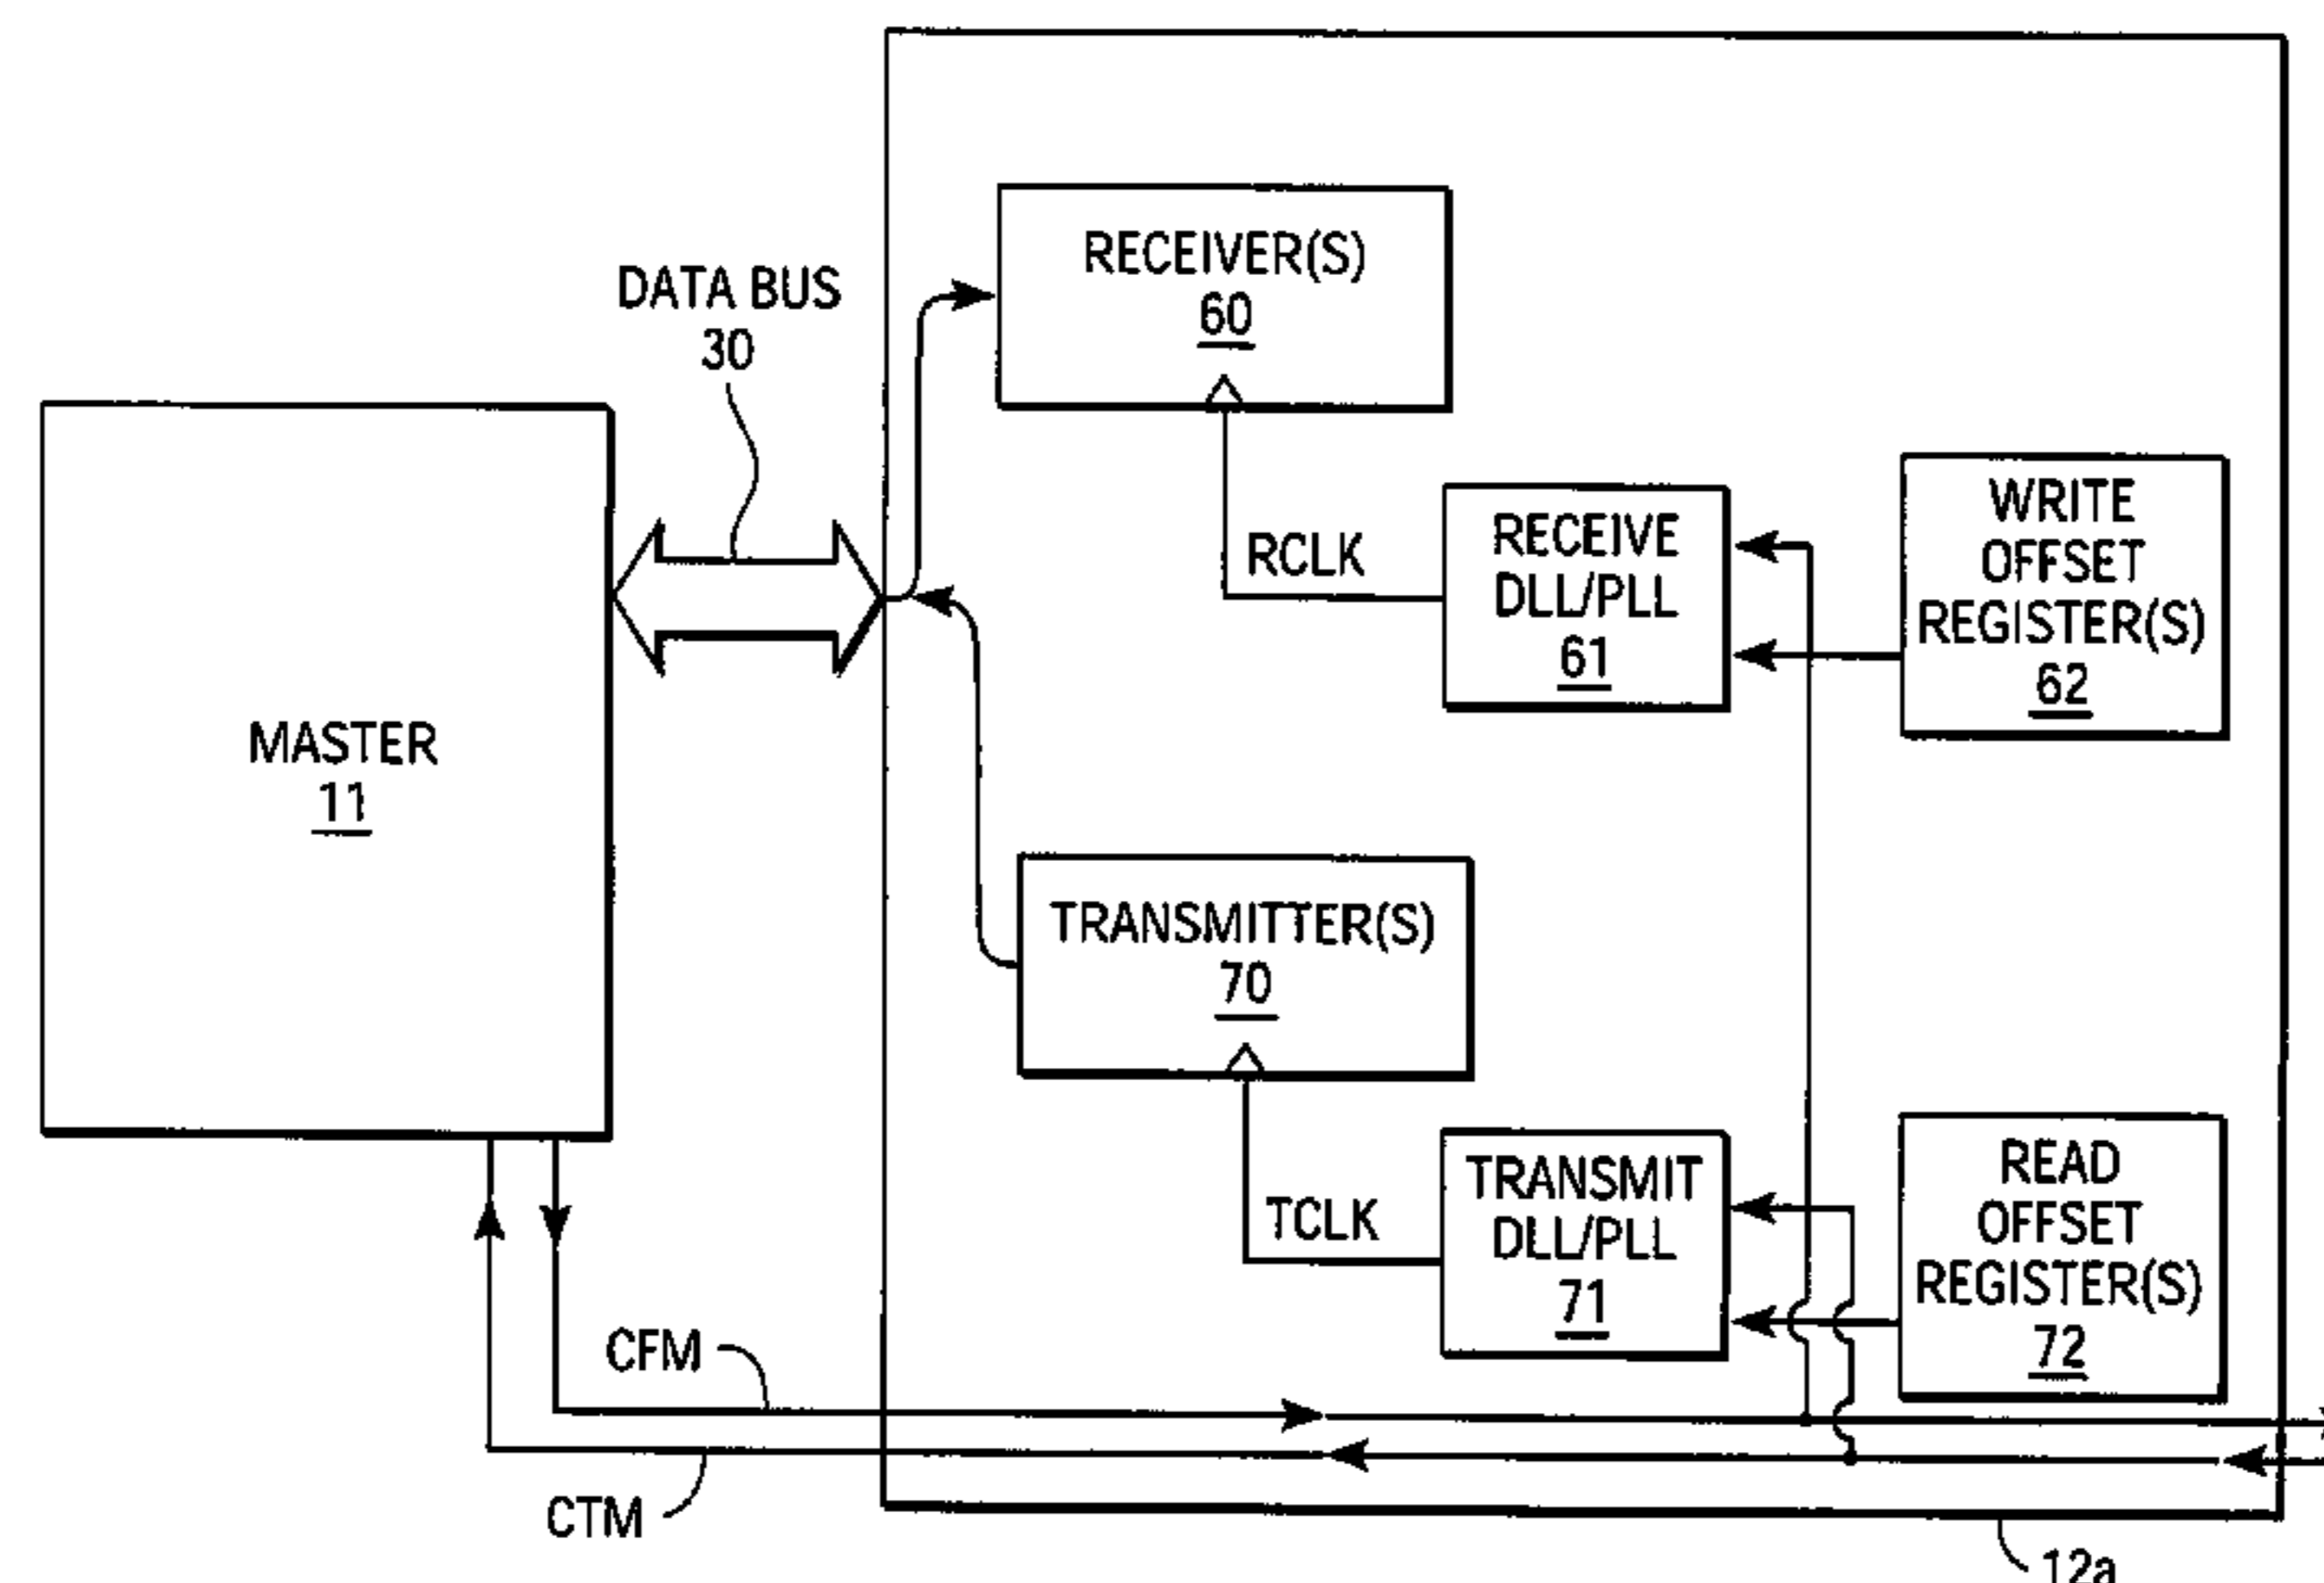 DATA BUS
30
MASTER
11
RECEIVER(S)
60
RCLK
RECEIVE
DLL/PLL
61
WRITE
OFFSET
REGISTER(S)
62
TRANSMITTER(S)
70
TCLK
TRANSMIT
DLL/PLL
71
READ
OFFSET
REGISTER(S)
72
CFM
CTM
12a